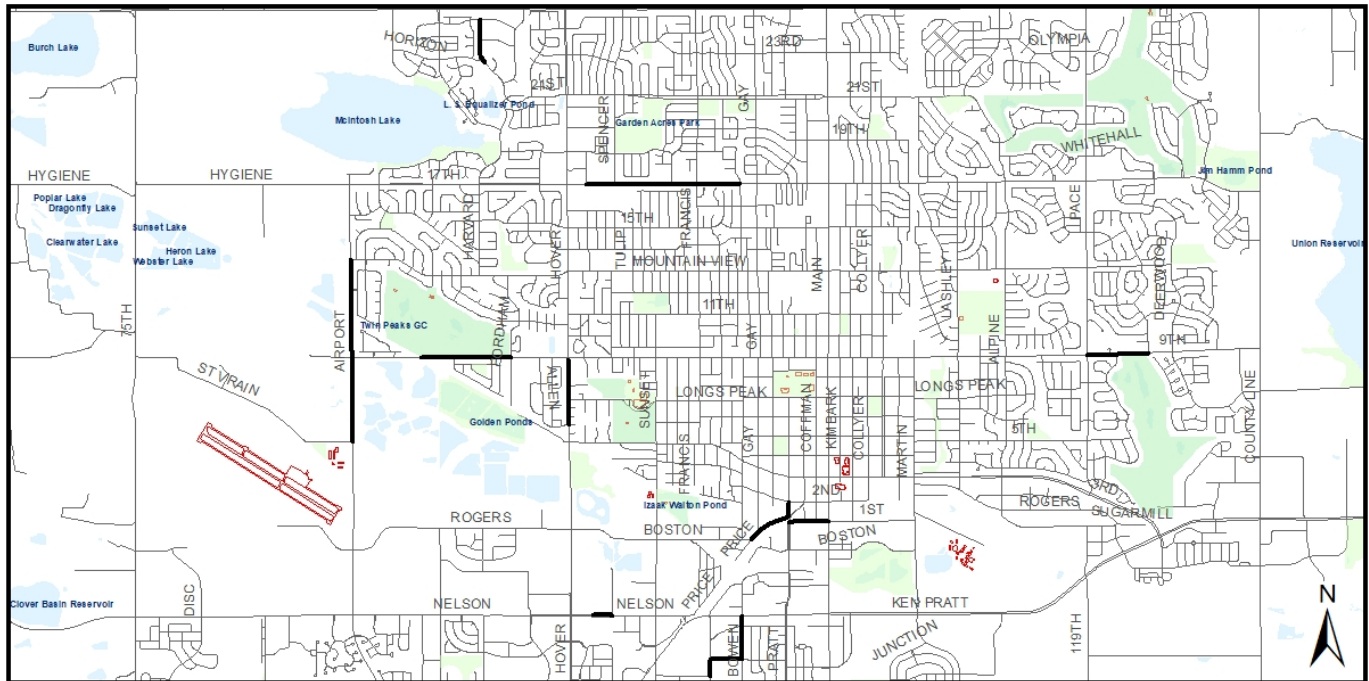 HORIZON
23RD
OLYMPIA
Burch Lake
21ST
21ST
L. S. Equalizer Pond
GAY
McIntosh Lake
SPENCER
Garden Acres Park
19TH
WHITEHALL
HYGIENE
HYGIENE
17TH
Jim Hamm Pond
Poplar Lake
Dragonfly Lake
HARVARD
FRANCIS
PACE
15TH
Sunset Lake
Clearwater Lake
Heron Lake
Webster Lake
HOVER
TULIP
MOUNTAIN VIEW
MAIN
COLLYER
LASHLEY
DEERWOOD
Union Reservoir
11TH
75TH
AIRPORT
Twin Peaks GC
FORDHAM
GAY
ALPINE
9TH
ST VRAIN
ALLEN
SUNSET
LONGS PEAK
LONGS PEAK
COUNTY LINE
Golden Ponds
FRANCIS
GAY
COFFMAN
KIMBARK
COLLYER
MARTIN
5TH
2ND
3RD
Izaak Walton Pond
ROGERS
BOSTON
PRICE
1ST
BOSTON
ROGERS
SUGARMILL
Clover Basin Reservoir
DISC
NELSON
NELSON
PRICE
KEN PRATT
HOVER
BOWEN
PRATT
JUNCTION
119TH
N